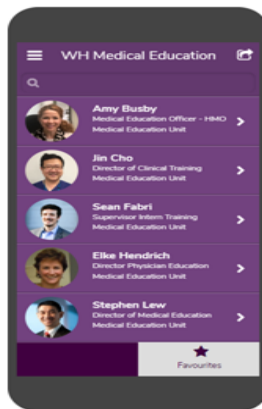 WH Medical Education
Amy Busby
Medical Education Officer - HMO
Medical Education Unit
Jin Cho
Director of Clinical Training
Medical Education Unit
Sean Fabri
Supervisor Intern Training
Medical Education Unit
Elke Hendrich
Director Physician Education
Medical Education Unit
Stephen Lew
Director of Medical Education
Medical Education Unit
Favourites